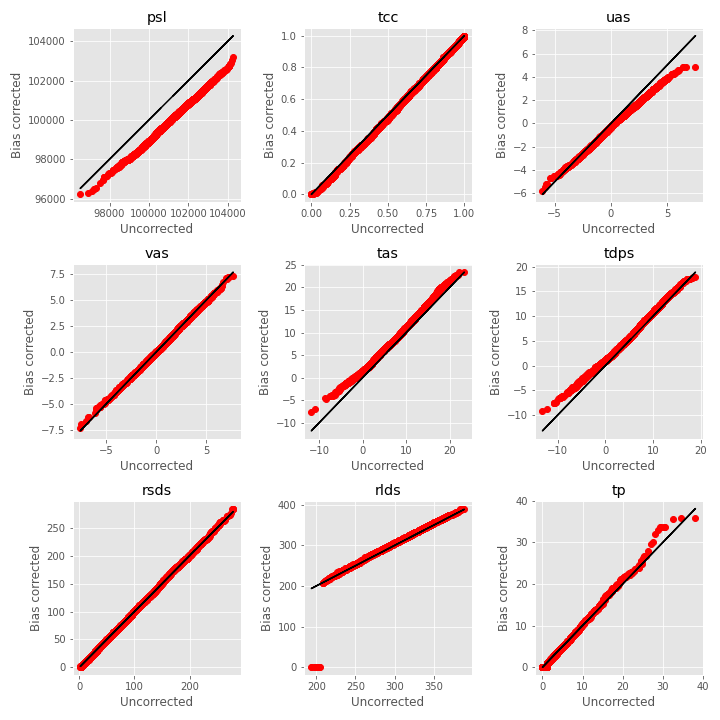 psl
tcc
uas
104000
102000
100000
98000
96000
Bias corrected
98000 100000 102000 104000
Uncorrected
1.0
0.8
0.6
0.4
0.2
0.0
Bias corrected
0.00 0.25 0.50 0.75 1.00
Uncorrected
8
6
4
2
0
−2
−4
−6
Bias corrected
−5 0 5
Uncorrected
vas
tas
tdps
7.5
5.0
2.5
0.0
−2.5
−5.0
−7.5
Bias corrected
−5 0 5
Uncorrected
25
20
15
10
5
0
−5
−10
Bias corrected
−10 0 10 20
Uncorrected
20
15
10
5
0
−5
−10
Bias corrected
−10 0 10 20
Uncorrected
rsds
rlds
tp
250
200
150
100
50
0
Bias corrected
0 100 200
Uncorrected
400
300
200
100
0
Bias corrected
200 250 300 350
Uncorrected
40
30
20
10
0
Bias corrected
0 10 20 30 40
Uncorrected